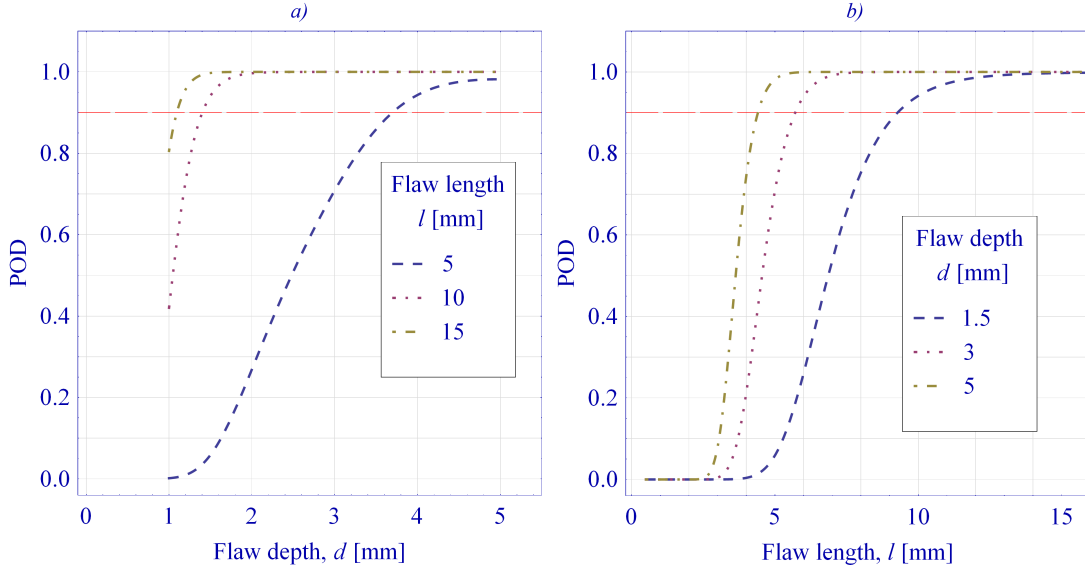 a)
POD
1.0
0.8
0.6
0.4
0.2
0.0
0 1 2 3 4 5
Flaw depth, d [mm]
Flaw length
l [mm]
5
10
15
b)
POD
1.0
0.8
0.6
0.4
0.2
0.0
0 5 10 15
Flaw length, l [mm]
Flaw depth
d [mm]
1.5
3
5